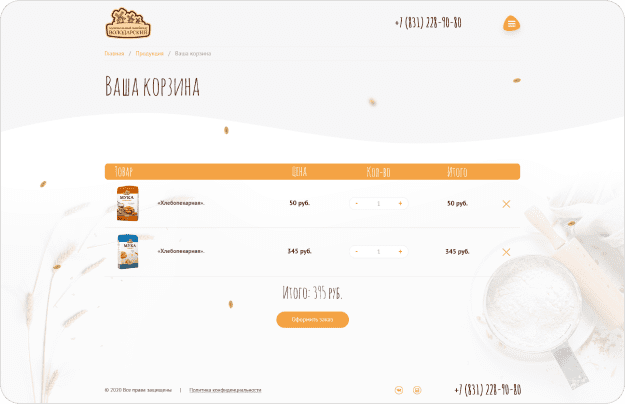 ВОЛОДАРСКИЙ
+7 (831) 228-90-80
Главная / Продукция / Ваша корзина
Ваша корзина
Товар Цена Кол-во Итого
МУКА «Хлебопекарная». 50 руб. - 1 + 50 руб.
МУКА «Хлебопекарная». 345 руб. - 1 + 345 руб.
Итого: 395 руб.
Оформить заказ
© 2020 Все права защищены | Политика конфиденциальности +7 (831) 228-90-80